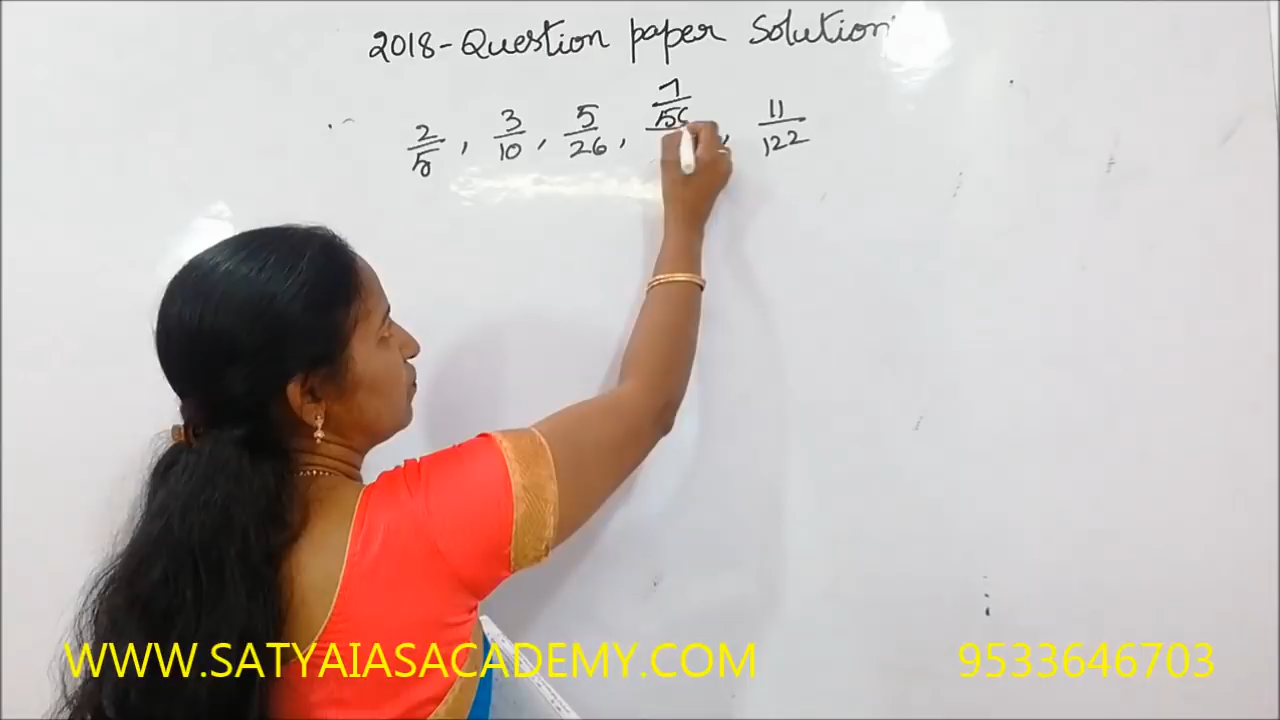 2018-Question paper Solution
2/5, 3/10, 5/26, 7/50, 11/122
WWW.SATYAIASACADEMY.COM
9533646703